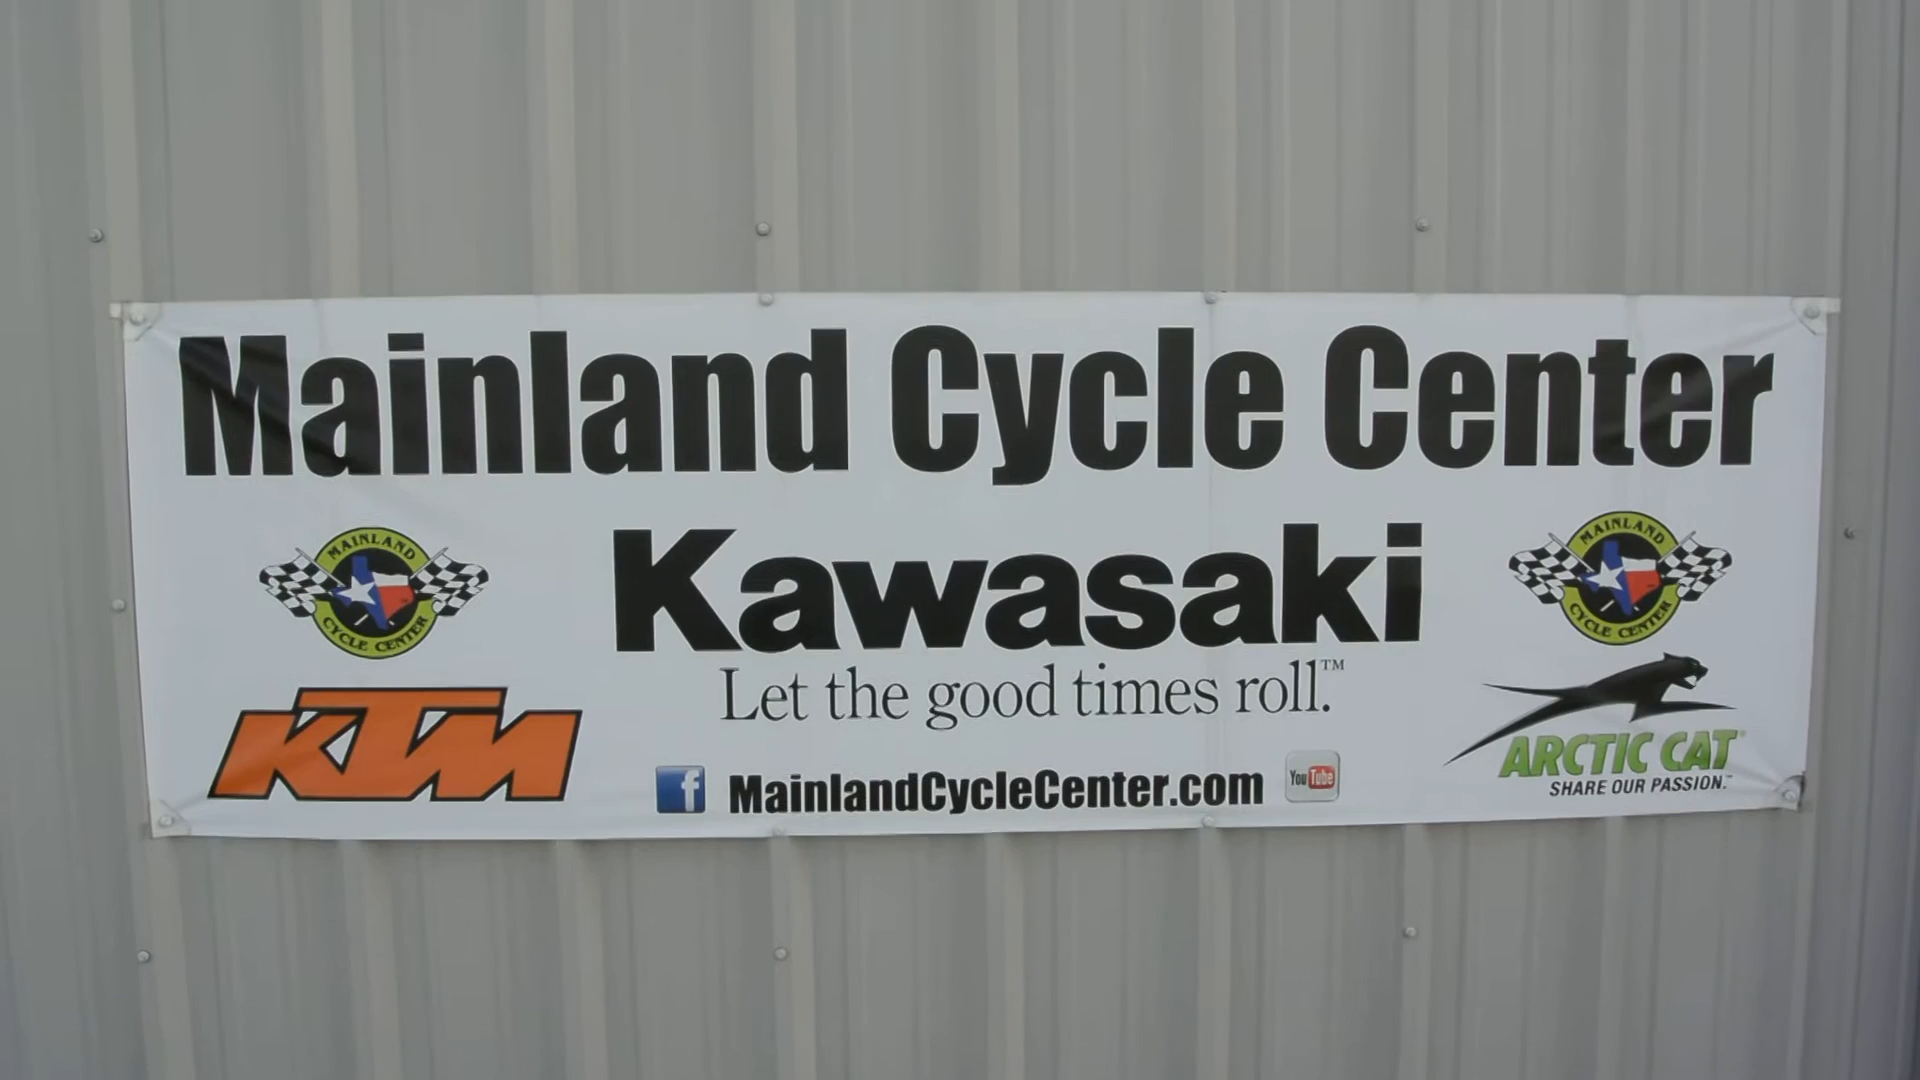 Mainland Cycle Center
MAINLAND
CYCLE CENTER
Kawasaki
Let the good times roll.™
MAINLAND
CYCLE CENTER
KTM
f
MainlandCycleCenter.com
YouTube
ARCTIC CAT
SHARE OUR PASSION.™